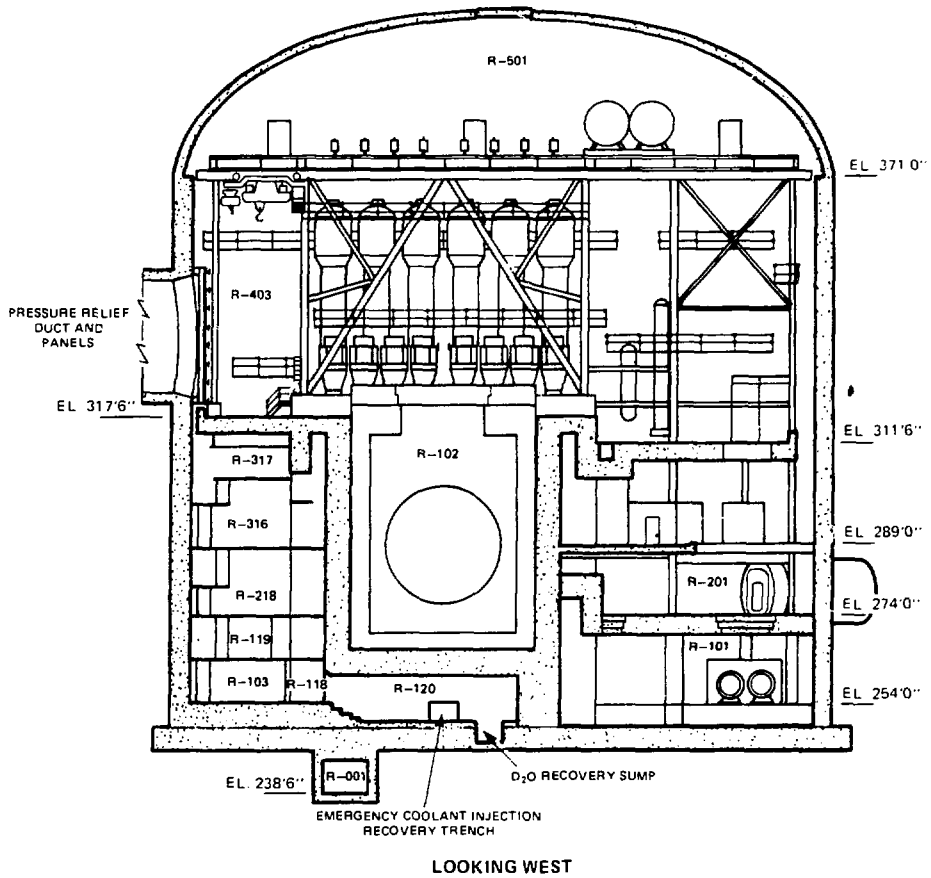 R-501
EL 371'0"
R-403
PRESSURE RELIEF
DUCT AND
PANELS
EL 317'6"
EL 311'6"
R-317
R-102
R-316
EL 289'0"
R-201
R-218
EL 274'0"
R-119
R-101
R-103
R-118
R-120
EL 254'0"
R-001
EL. 238'6"
D₂O RECOVERY SUMP
EMERGENCY COOLANT INJECTION
RECOVERY TRENCH
LOOKING WEST